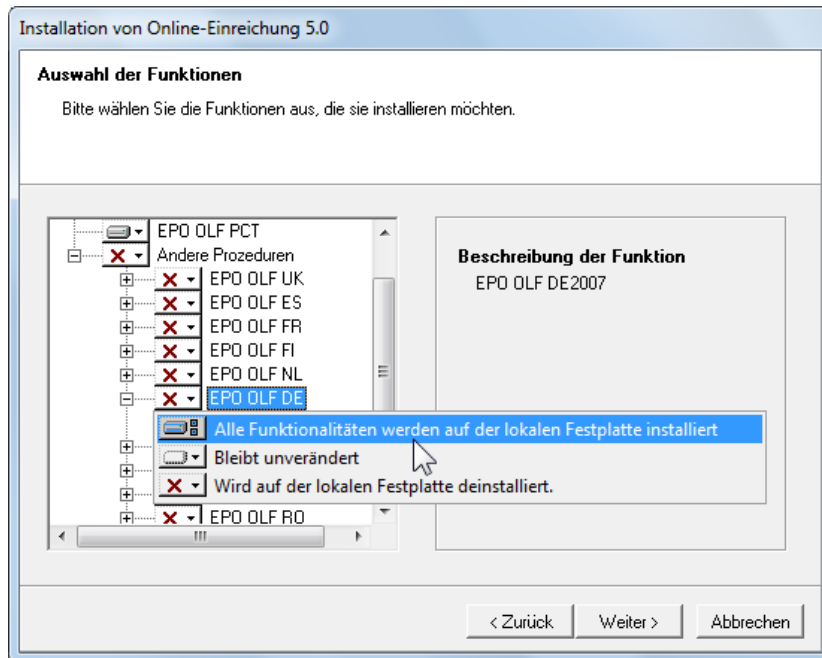 Installation von Online-Einreichung 5.0
Auswahl der Funktionen
Bitte wählen Sie die Funktionen aus, die sie installieren möchten.
EPO OLF PCT
Andere Prozeduren
EPO OLF UK
EPO OLF ES
EPO OLF FR
EPO OLF FI
EPO OLF NL
EPO OLF DE
Alle Funktionalitäten werden auf der lokalen Festplatte installiert
Bleibt unverändert
Wird auf der lokalen Festplatte deinstalliert.
EPO OLF RO
Beschreibung der Funktion
EPO OLF DE2007
< Zurück
Weiter >
Abbrechen